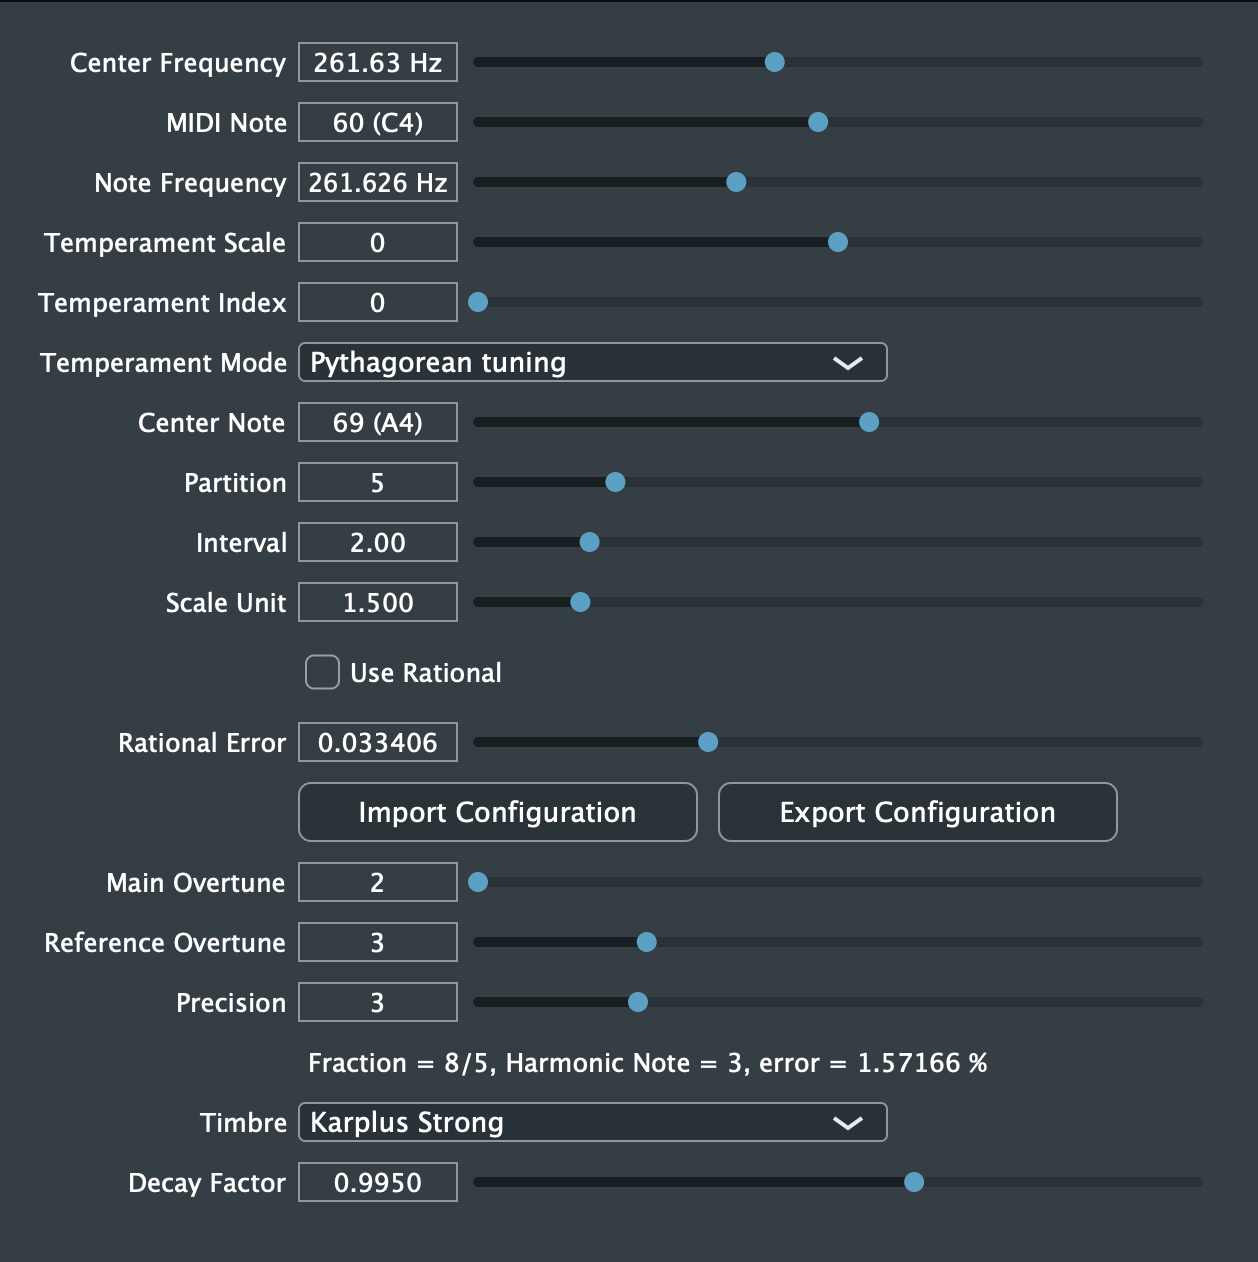 Center Frequency 261.63 Hz
MIDI Note 60 (C4)
Note Frequency 261.626 Hz
Temperament Scale 0
Temperament Index 0
Temperament Mode Pythagorean tuning
Center Note 69 (A4)
Partition 5
Interval 2.00
Scale Unit 1.500
Use Rational
Rational Error 0.033406
Import Configuration Export Configuration
Main Overtune 2
Reference Overtune 3
Precision 3
Fraction = 8/5, Harmonic Note = 3, error = 1.57166 %
Timbre Karplus Strong
Decay Factor 0.9950